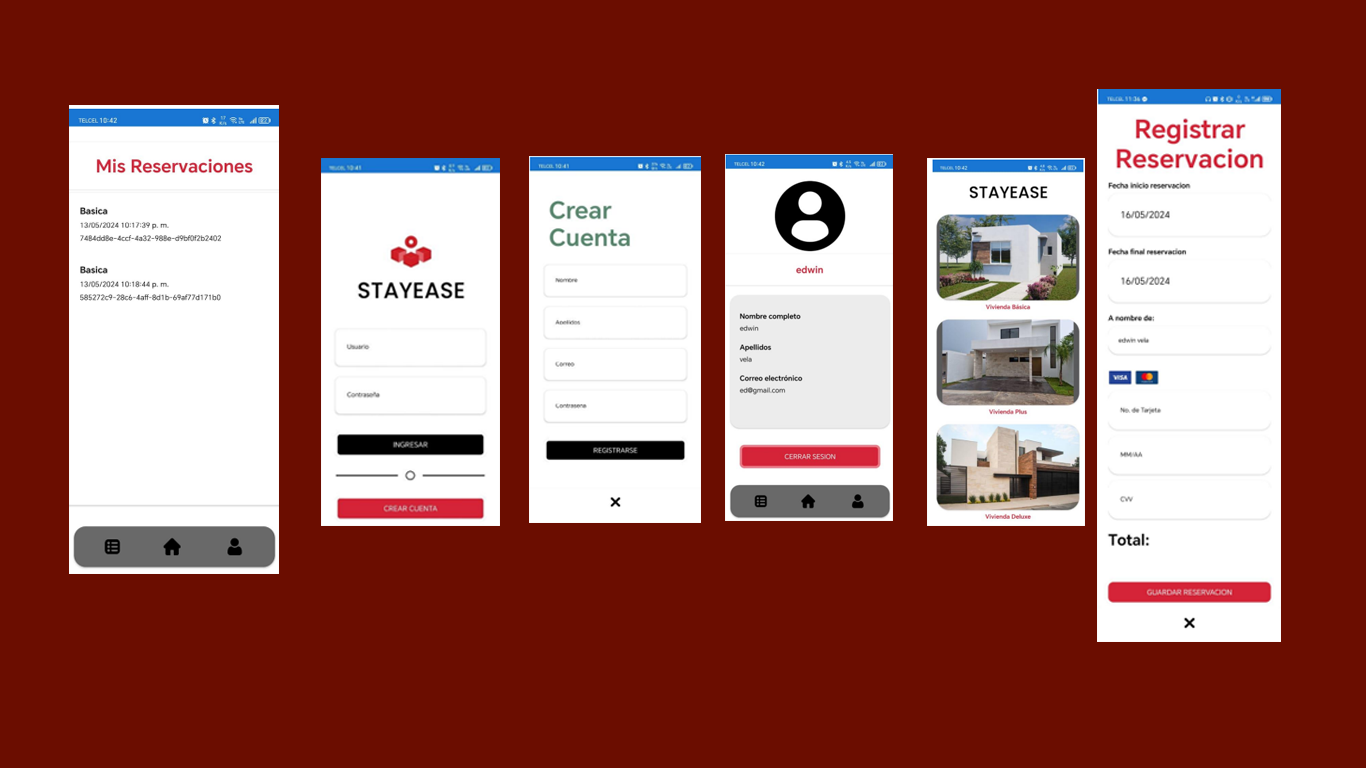 TELCEL 10:42
Mis Reservaciones
Basica
13/05/2024 10:17:39 p. m.
7484dd8e-4ccf-4a32-988e-d9bf0f2b2402
Basica
13/05/2024 10:18:44 p. m.
585272c9-28c6-4aff-8d1b-69af77d171b0
TELCEL 10:41
STAYEASE
Usuario
Contraseña
INGRESAR
CREAR CUENTA
TELCEL 10:41
Crear
Cuenta
Nombre
Apellidos
Correo
Contrasena
REGISTRARSE
TELCEL 10:42
edwin
Nombre completo
edwin
Apellidos
vela
Correo electrónico
ed@gmail.com
CERRAR SESION
TELCEL 10:42
STAYEASE
Vivienda Básica
Vivienda Plus
Vivienda Deluxe
TELCEL 11:34
Registrar
Reservacion
Fecha inicio reservacion
16/05/2024
Fecha final reservacion
16/05/2024
A nombre de:
edwin vela
VISA
No. de Tarjeta
MM/AA
CVV
Total:
GUARDAR RESERVACION